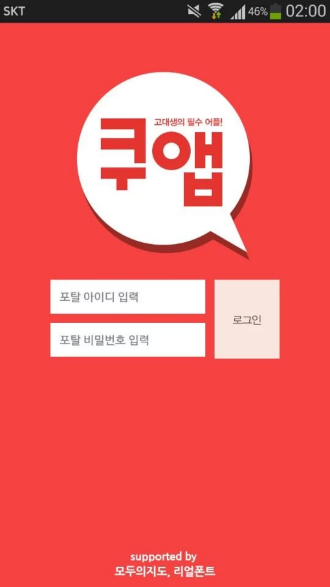 SKT 46% 02:00
고대생의 필수 어플!
쿠앱
포탈 아이디 입력
로그인
포탈 비밀번호 입력
supported by
모두의지도, 리얼폰트